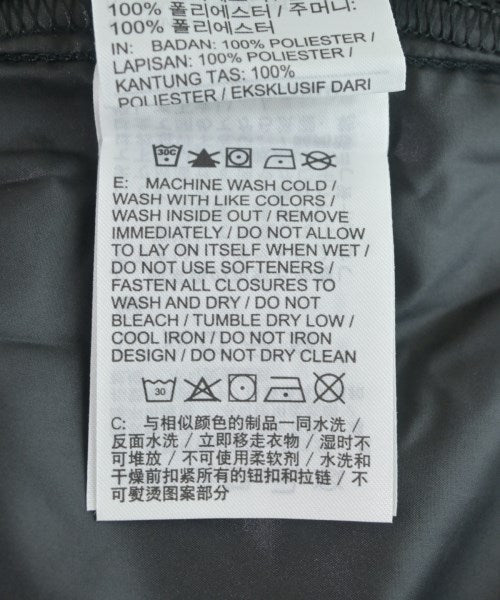 100% 폴리에스터 / 주머니:
100% 폴리에스터
IN: BADAN: 100% POLIESTER /
LAPISAN: 100% POLIESTER /
KANTUNG TAS: 100%
POLIESTER / EKSKLUSIF DARI
30C
E: MACHINE WASH COLD /
WASH WITH LIKE COLORS /
WASH INSIDE OUT / REMOVE
IMMEDIATELY / DO NOT ALLOW
TO LAY ON ITSELF WHEN WET /
DO NOT USE SOFTENERS /
FASTEN ALL CLOSURES TO
WASH AND DRY / DO NOT
BLEACH / TUMBLE DRY LOW /
COOL IRON / DO NOT IRON
DESIGN / DO NOT DRY CLEAN
30
C: 与相似颜色的制品一同水洗 /
反面水洗 / 立即移走衣物 / 湿时不
可堆放 / 不可使用柔软剂 / 水洗和
干燥前扣紧所有的钮扣和拉链 / 不
可熨烫图案部分